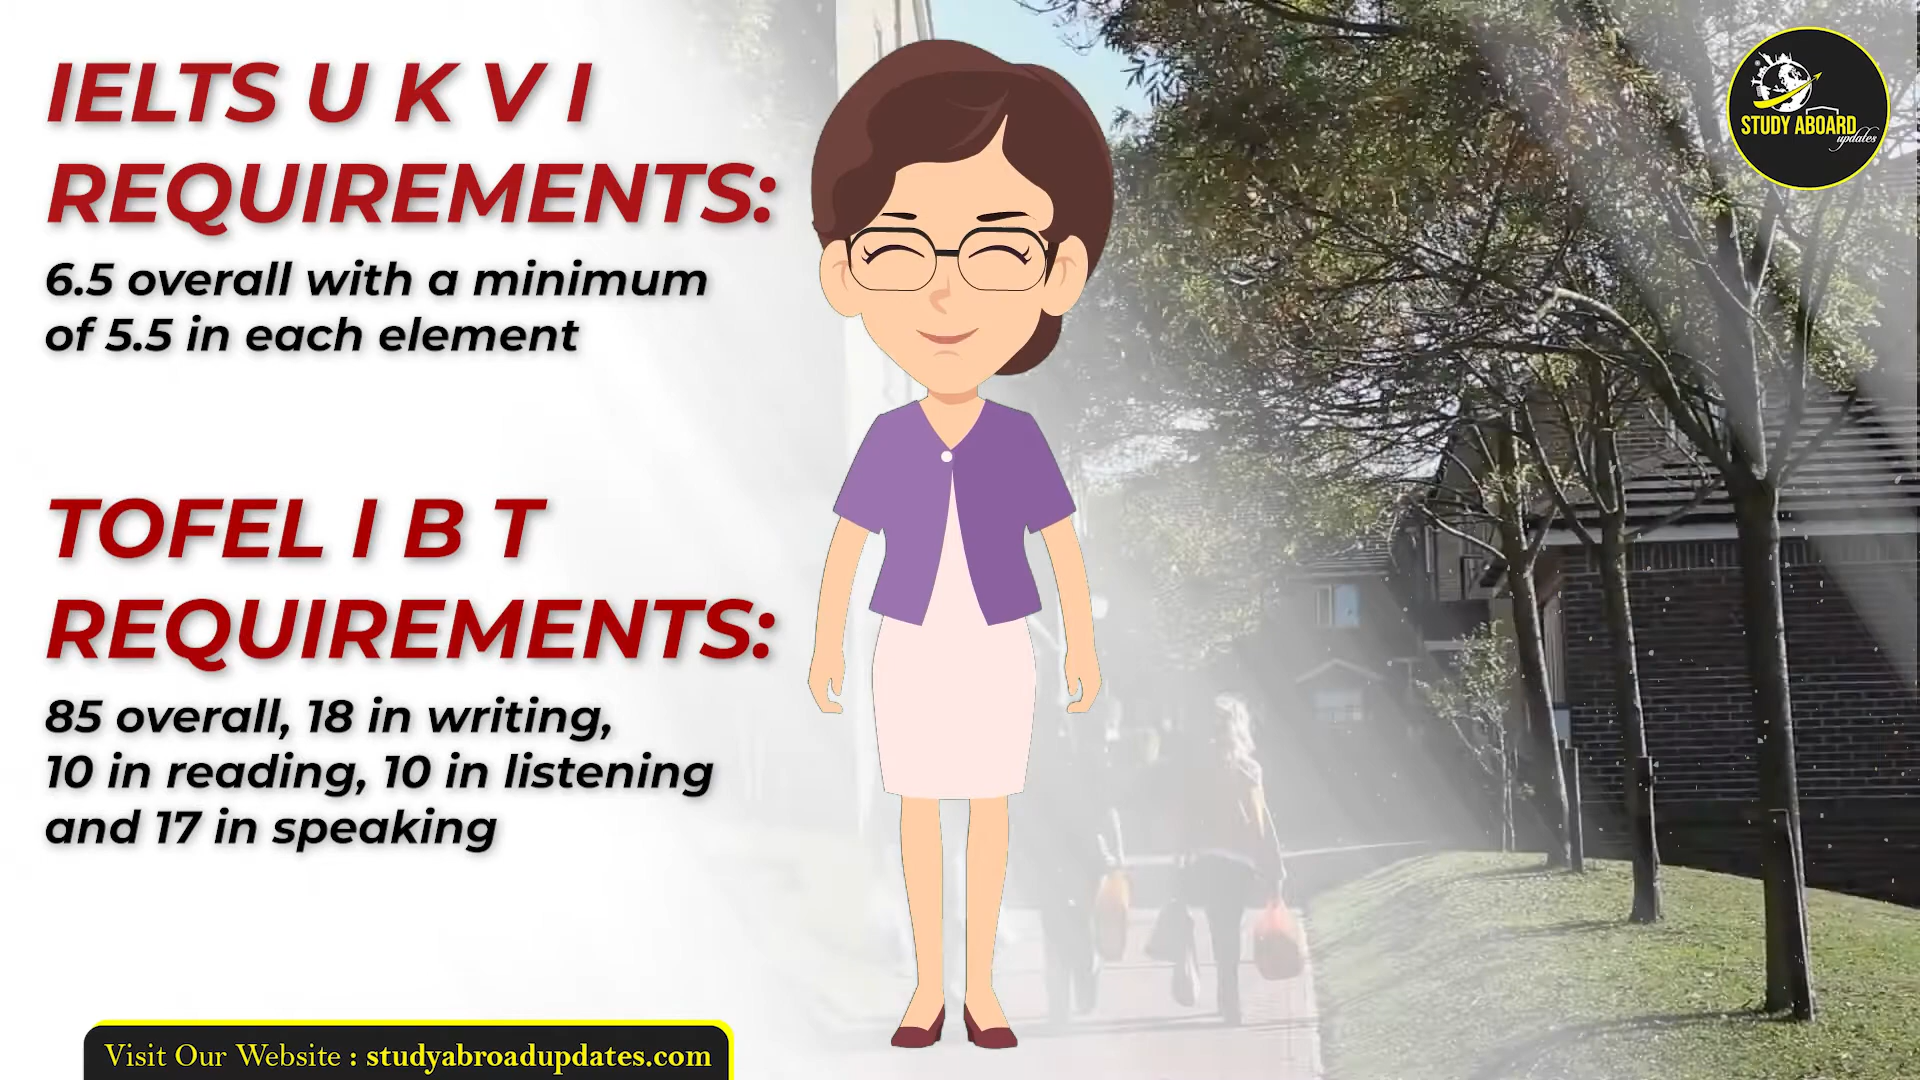 IELTS U K V I
REQUIREMENTS:
6.5 overall with a minimum
of 5.5 in each element
TOFEL I B T
REQUIREMENTS:
85 overall, 18 in writing,
10 in reading, 10 in listening
and 17 in speaking
STUDY ABOARD
updates
Visit Our Website : studyabroadupdates.com